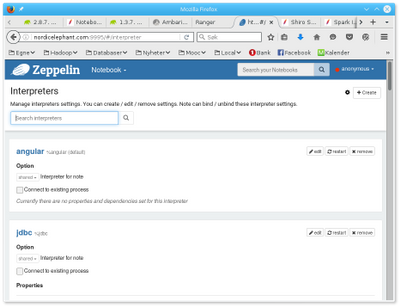 Mozilla Firefox
2.8.7. ...
Notebo...
1.3.7. ...
Ambari...
Ranger
ht...#/
Shiro S...
Spark I...
nordicelephant.com:9995/#/interpreter
Søk
Egne
Hadoop
Databaser
Nyheter
Mooc
Local
Bank
Facebook
Kalender
Zeppelin
Notebook
Search your Notebooks
anonymous
Interpreters
+ Create
Manage interpreters settings. You can create / edit / remove settings. Note can bind / unbind these interpreter settings.
Search interpreters
angular %angular (default)
edit
restart
remove
Option
shared
Interpreter for note
Connect to existing process
Currently there are no properties and dependencies set for this interpreter
jdbc %jdbc
edit
restart
remove
Option
shared
Interpreter for note
Connect to existing process
Properties